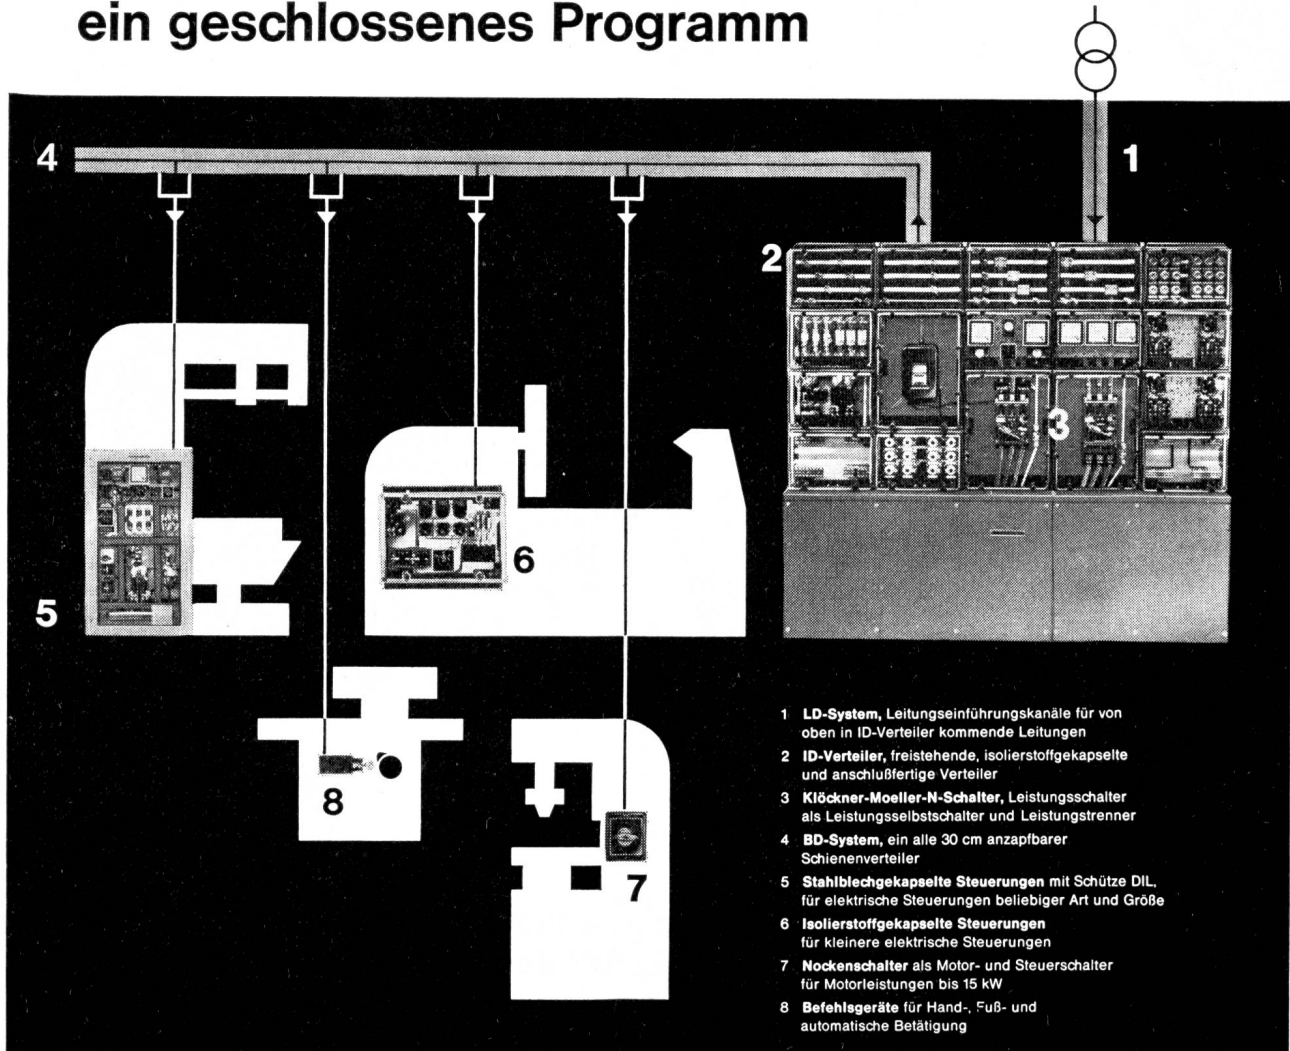 ein geschlossenes Programm
4
1
2
3
5
6
7
8
1 LD-System, Leitungseinführungskanäle für von
oben in ID-Verteiler kommende Leitungen
2 ID-Verteiler, freistehende, isolierstoffgekapselte
und anschlußfertige Verteiler
3 Klöckner-Moeller-N-Schalter, Leistungsschalter
als Leistungsselbstschalter und Leistungstrenner
4 BD-System, ein alle 30 cm anzapfbarer
Schienenverteiler
5 Stahlblechgekapselte Steuerungen mit Schütze DIL,
für elektrische Steuerungen beliebiger Art und Größe
6 Isolierstoffgekapselte Steuerungen
für kleinere elektrische Steuerungen
7 Nockenschalter als Motor- und Steuerschalter
für Motorleistungen bis 15 kW
8 Befehlsgeräte für Hand-, Fuß- und
automatische Betätigung